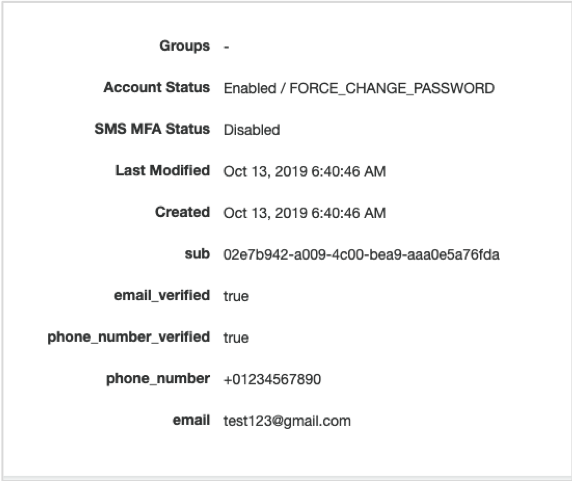 Groups -
Account Status Enabled / FORCE_CHANGE_PASSWORD
SMS MFA Status Disabled
Last Modified Oct 13, 2019 6:40:46 AM
Created Oct 13, 2019 6:40:46 AM
sub 02e7b942-a009-4c00-bea9-aaa0e5a76fda
email_verified true
phone_number_verified true
phone_number +01234567890
email test123@gmail.com